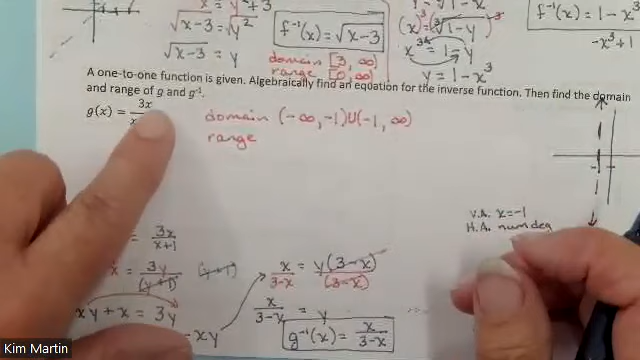 x = y² + 3
√x-3 = √y²
√x-3 = y
f⁻¹(x) = √x-3
domain [3, ∞)
range [0, ∞)
x = ∛1-y
(x)³ = (∛1-y)³
x³ = 1-y
y = 1-x³
f⁻¹(x) = 1-x³
-x³+1
A one-to-one function is given. Algebraically find an equation for the inverse function. Then find the domain
and range of g and g⁻¹.
g(x) = 3x
domain (-∞,-1)U(-1,∞)
range
V.A. x=-1
H.A. num deg
= 3x/x+1
x = 3y/(y+1) (y+1)
xy+x = 3y
-xy
x/3-x = y(3-x)/(3-x)
x/3-x = y
g⁻¹(x) = x/3-x
Kim Martin